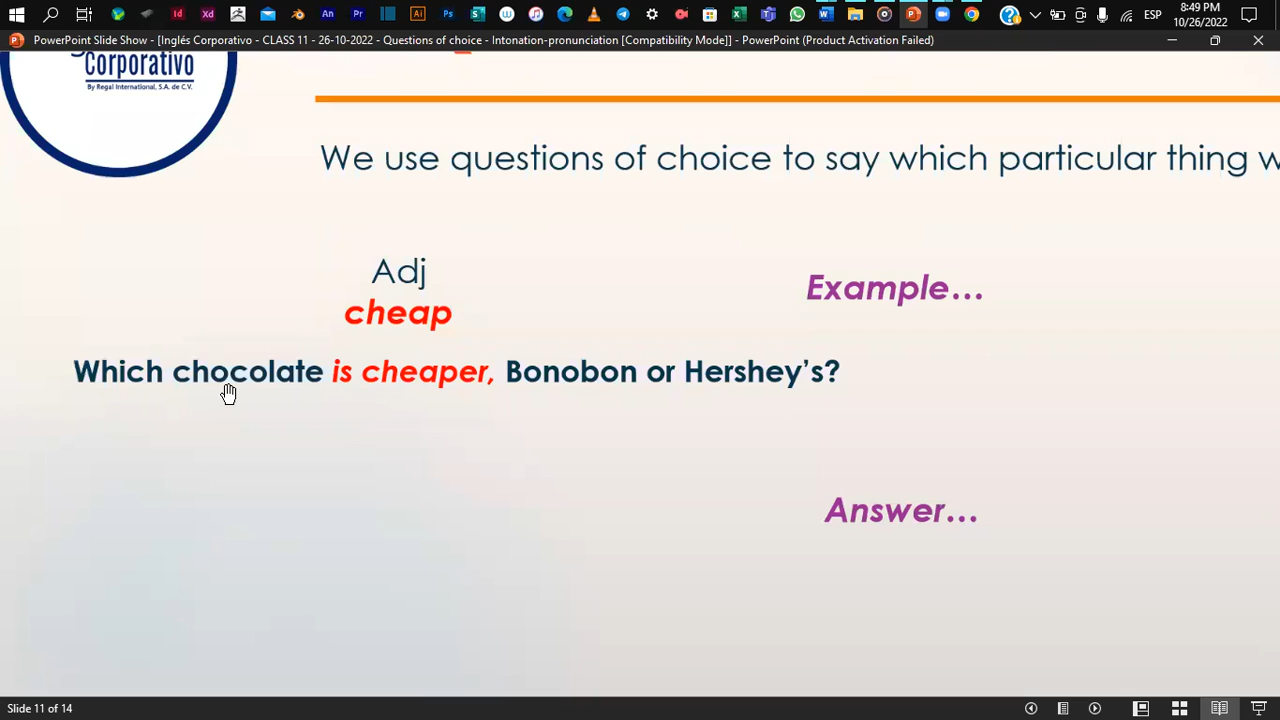 8:49 PM
ESP
10/26/2022
PowerPoint Slide Show - [Inglés Corporativo - CLASS 11 - 26-10-2022 - Questions of choice - Intonation-pronunciation [Compatibility Mode]] - PowerPoint (Product Activation Failed)
Corporativo
By Regal International, S.A. de C.V.
We use questions of choice to say which particular thing w
Adj
cheap
Example...
Which chocolate is cheaper, Bonobon or Hershey's?
Answer...
Slide 11 of 14